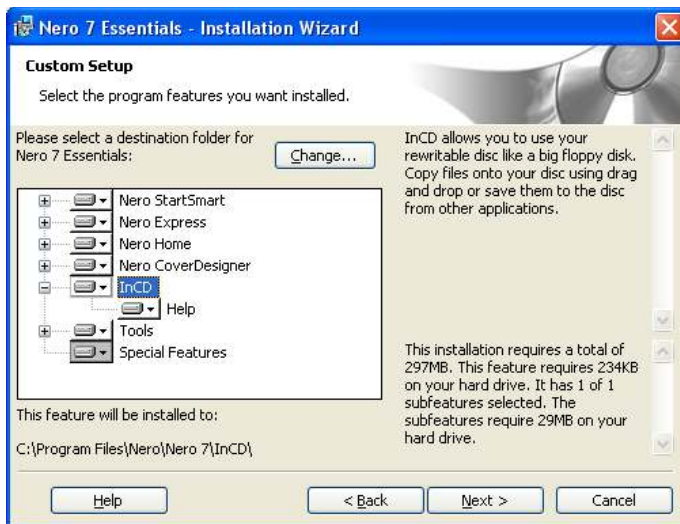 Nero 7 Essentials - Installation Wizard
Custom Setup
Select the program features you want installed.
Please select a destination folder for
Nero 7 Essentials:
Change...
Nero StartSmart
Nero Express
Nero Home
Nero CoverDesigner
InCD
Help
Tools
Special Features
InCD allows you to use your
rewritable disc like a big floppy disk.
Copy files onto your disc using drag
and drop or save them to the disc
from other applications.
This installation requires a total of
297MB. This feature requires 234KB
on your hard drive. It has 1 of 1
subfeatures selected. The
subfeatures require 29MB on your
hard drive.
This feature will be installed to:
C:\Program Files\Nero\Nero 7\InCD\
Help
< Back
Next >
Cancel